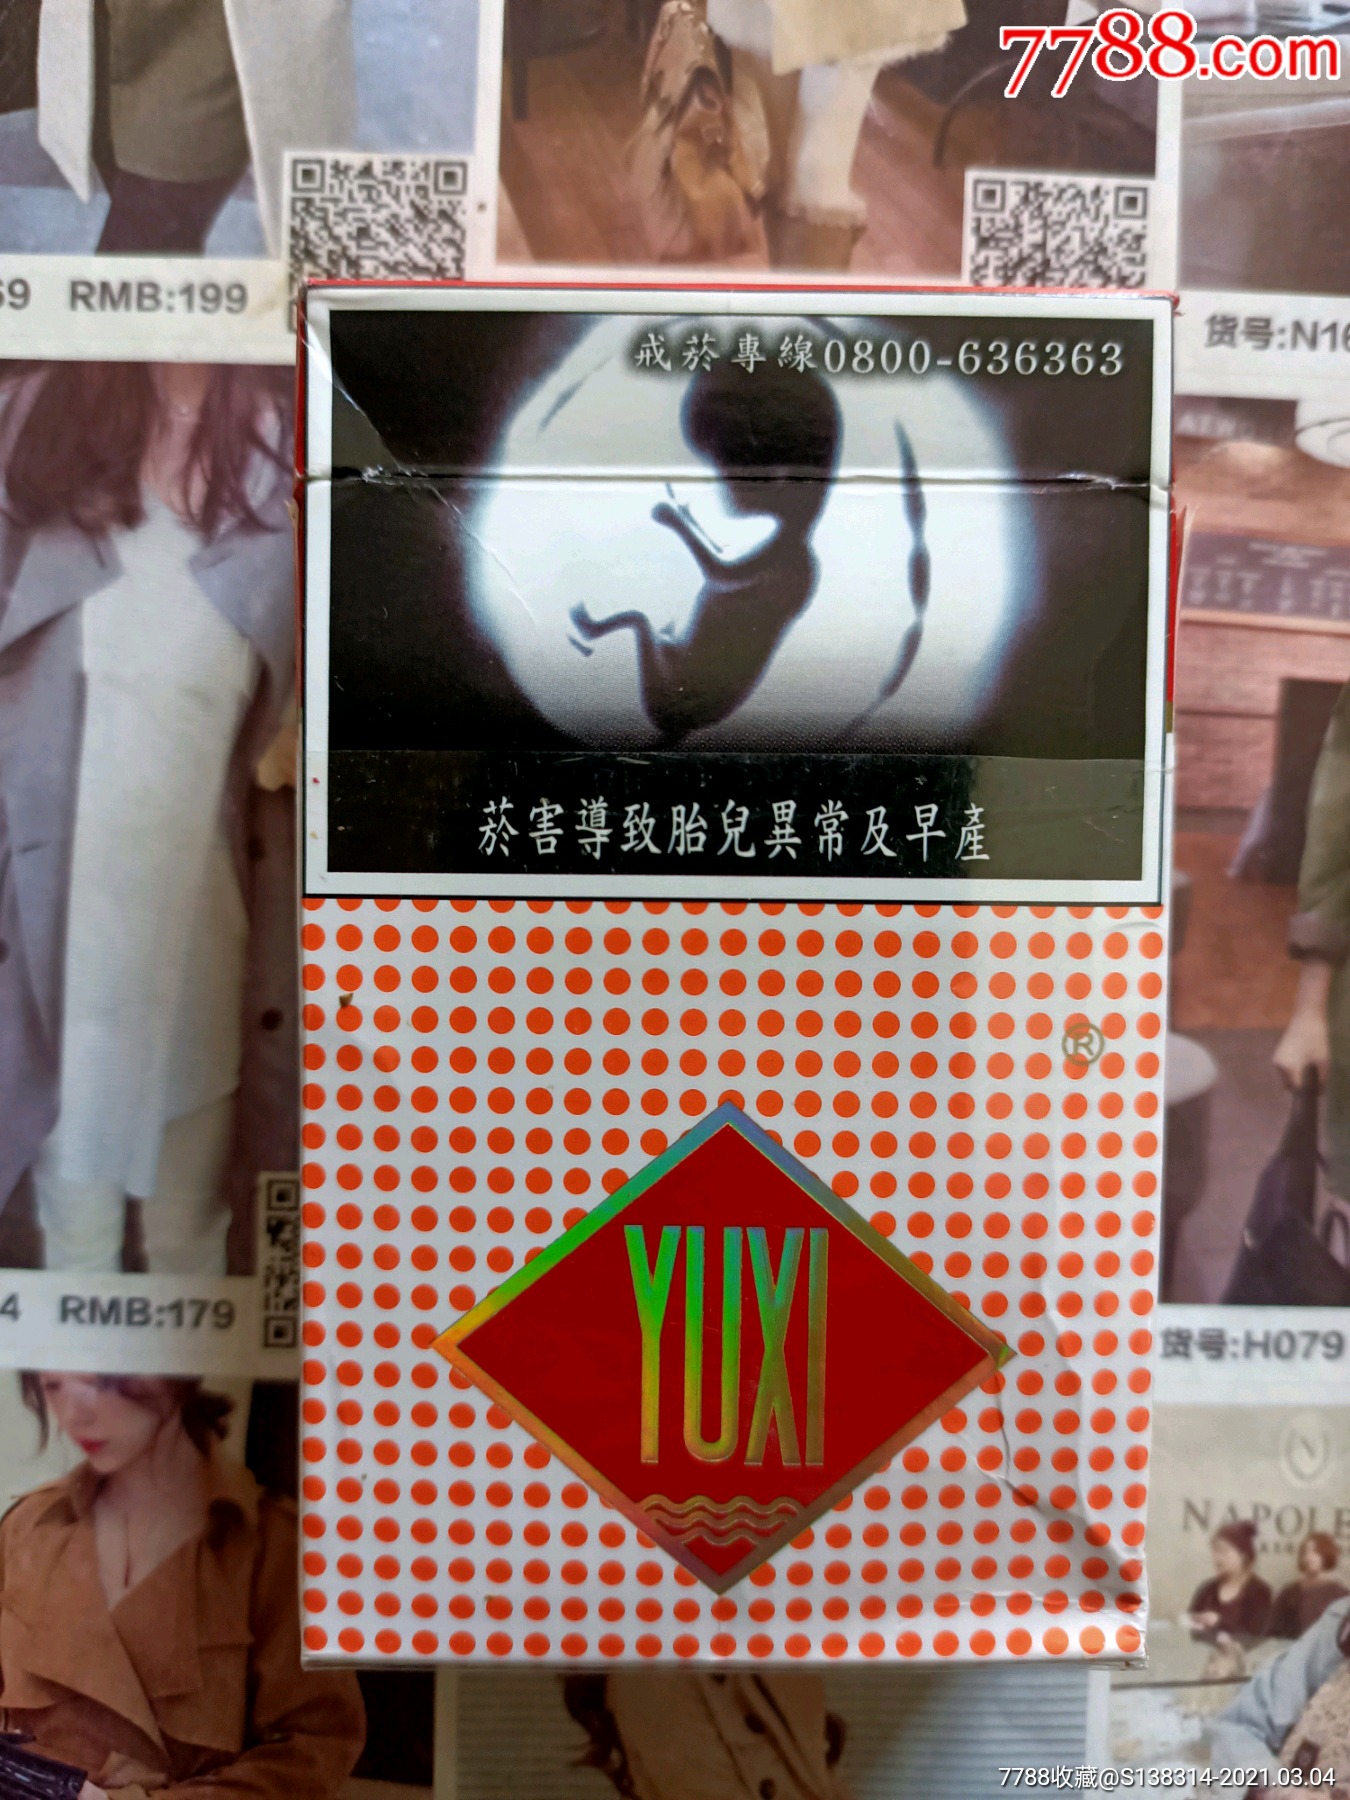 7788.com
69 RMB:199
货号:N16
戒菸專線0800-636363
菸害導致胎兒異常及早產
®
YUXI
4 RMB:179
货号:H079
N
NAPOLE
7788收藏@S138314-2021.03.04